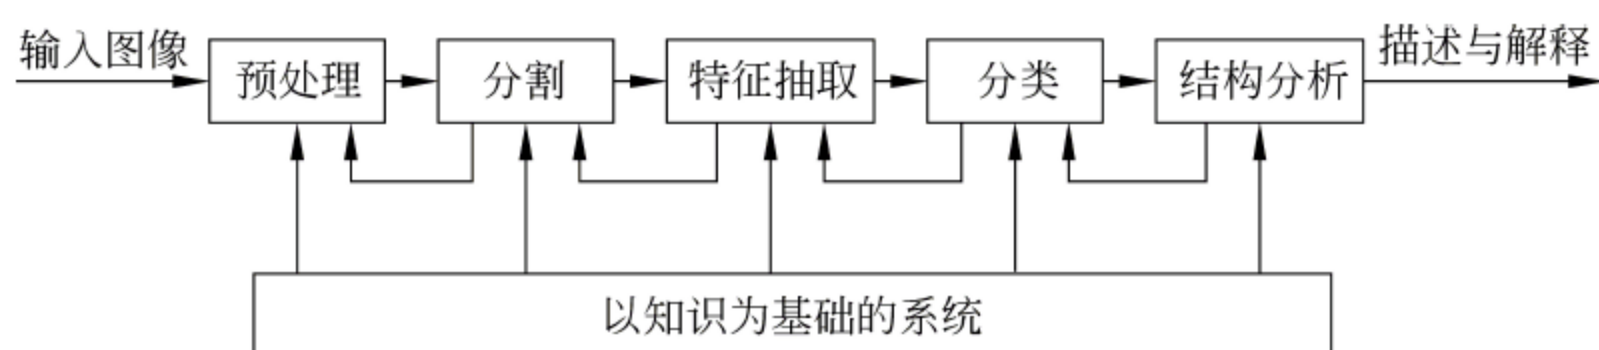 输入图像
预处理
分割
特征抽取
分类
结构分析
描述与解释
以知识为基础的系统